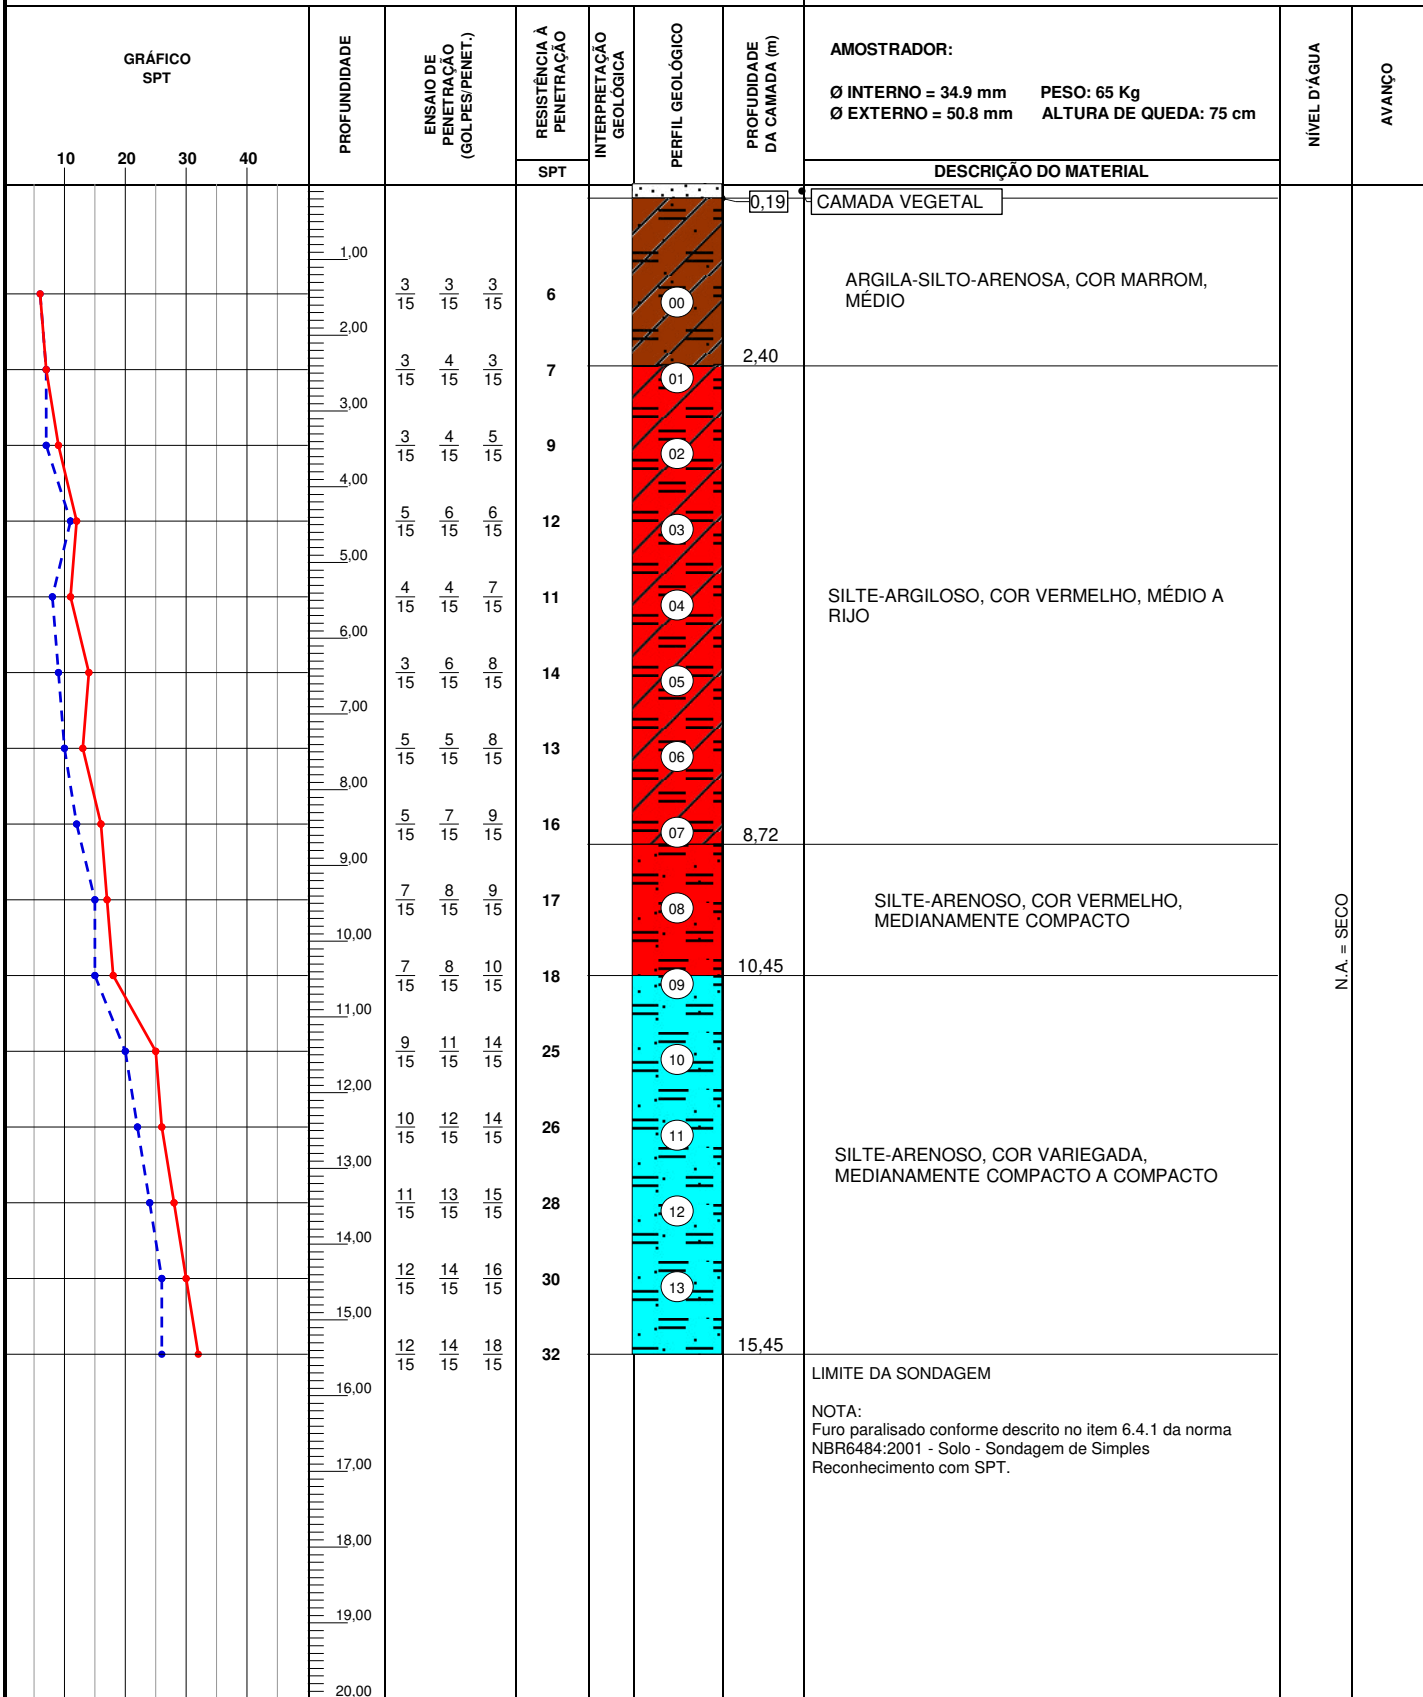 GRÁFICO
SPT
10 20 30 40
PROFUNDIDADE
ENSAIO DE
PENETRAÇÃO
(GOLPES/PENET.)
RESISTÊNCIA À
PENETRAÇÃO
SPT
INTERPRETAÇÃO
GEOLÓGICA
PERFIL GEOLÓGICO
PROFUDIDADE
DA CAMADA (m)
AMOSTRADOR:
Ø INTERNO = 34.9 mm PESO: 65 Kg
Ø EXTERNO = 50.8 mm ALTURA DE QUEDA: 75 cm
DESCRIÇÃO DO MATERIAL
NÍVEL D'ÁGUA
AVANÇO
0,19 CAMADA VEGETAL
1,00
ARGILA-SILTO-ARENOSA, COR MARROM,
MÉDIO
3/15 3/15 3/15 6 00
2,00
2,40
3/15 4/15 3/15 7 01
3,00
3/15 4/15 5/15 9 02
4,00
5/15 6/15 6/15 12 03
5,00
4/15 4/15 7/15 11 04
SILTE-ARGILOSO, COR VERMELHO, MÉDIO A
RIJO
6,00
3/15 6/15 8/15 14 05
7,00
5/15 5/15 8/15 13 06
8,00
5/15 7/15 9/15 16 07 8,72
9,00
7/15 8/15 9/15 17 08
SILTE-ARENOSO, COR VERMELHO,
MEDIANAMENTE COMPACTO
10,00
10,45
7/15 8/15 10/15 18 09
N.A. = SECO
11,00
9/15 11/15 14/15 25 10
12,00
10/15 12/15 14/15 26 11
13,00
SILTE-ARENOSO, COR VARIEGADA,
MEDIANAMENTE COMPACTO A COMPACTO
11/15 13/15 15/15 28 12
14,00
12/15 14/15 16/15 30 13
15,00
15,45
12/15 14/15 18/15 32
LIMITE DA SONDAGEM
16,00
NOTA:
Furo paralisado conforme descrito no item 6.4.1 da norma
NBR6484:2001 - Solo - Sondagem de Simples
Reconhecimento com SPT.
17,00
18,00
19,00
20,00